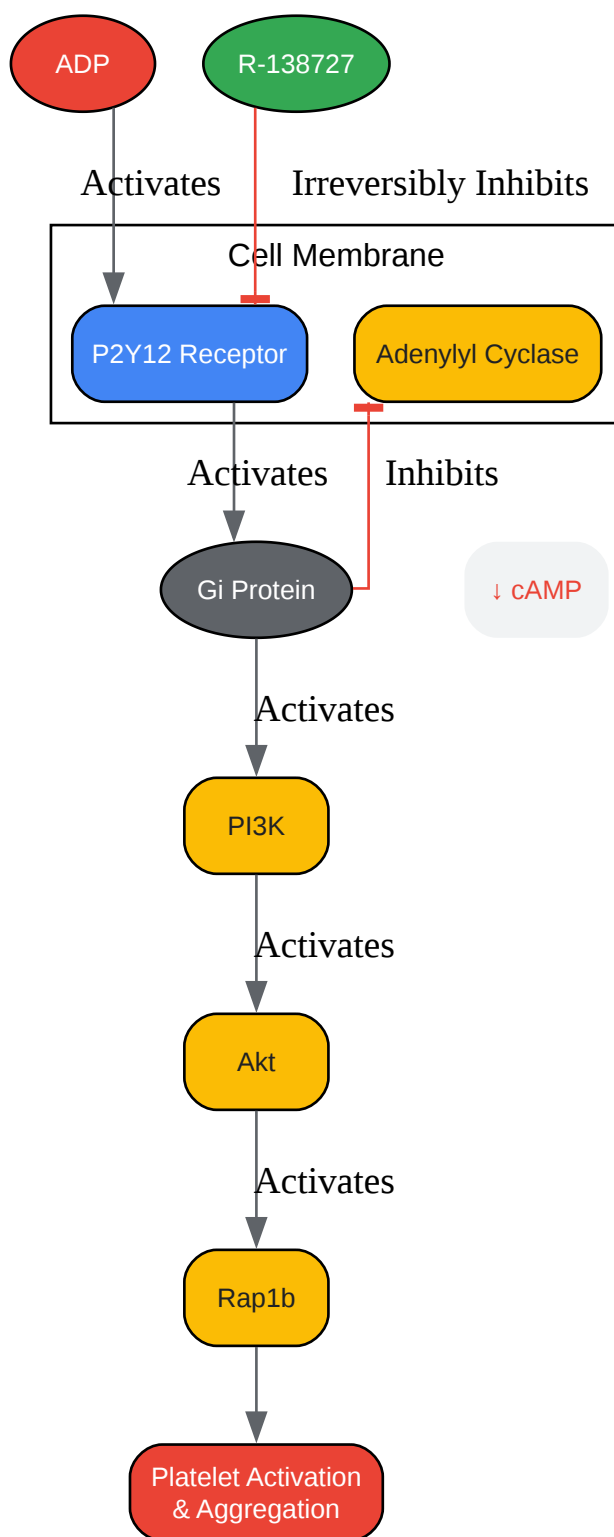 ADP
R-138727
Activates
Irreversibly Inhibits
Cell Membrane
P2Y12 Receptor
Adenylyl Cyclase
Activates
Inhibits
Gi Protein
↓ cAMP
Activates
PI3K
Activates
Akt
Activates
Rap1b
Platelet Activation
& Aggregation